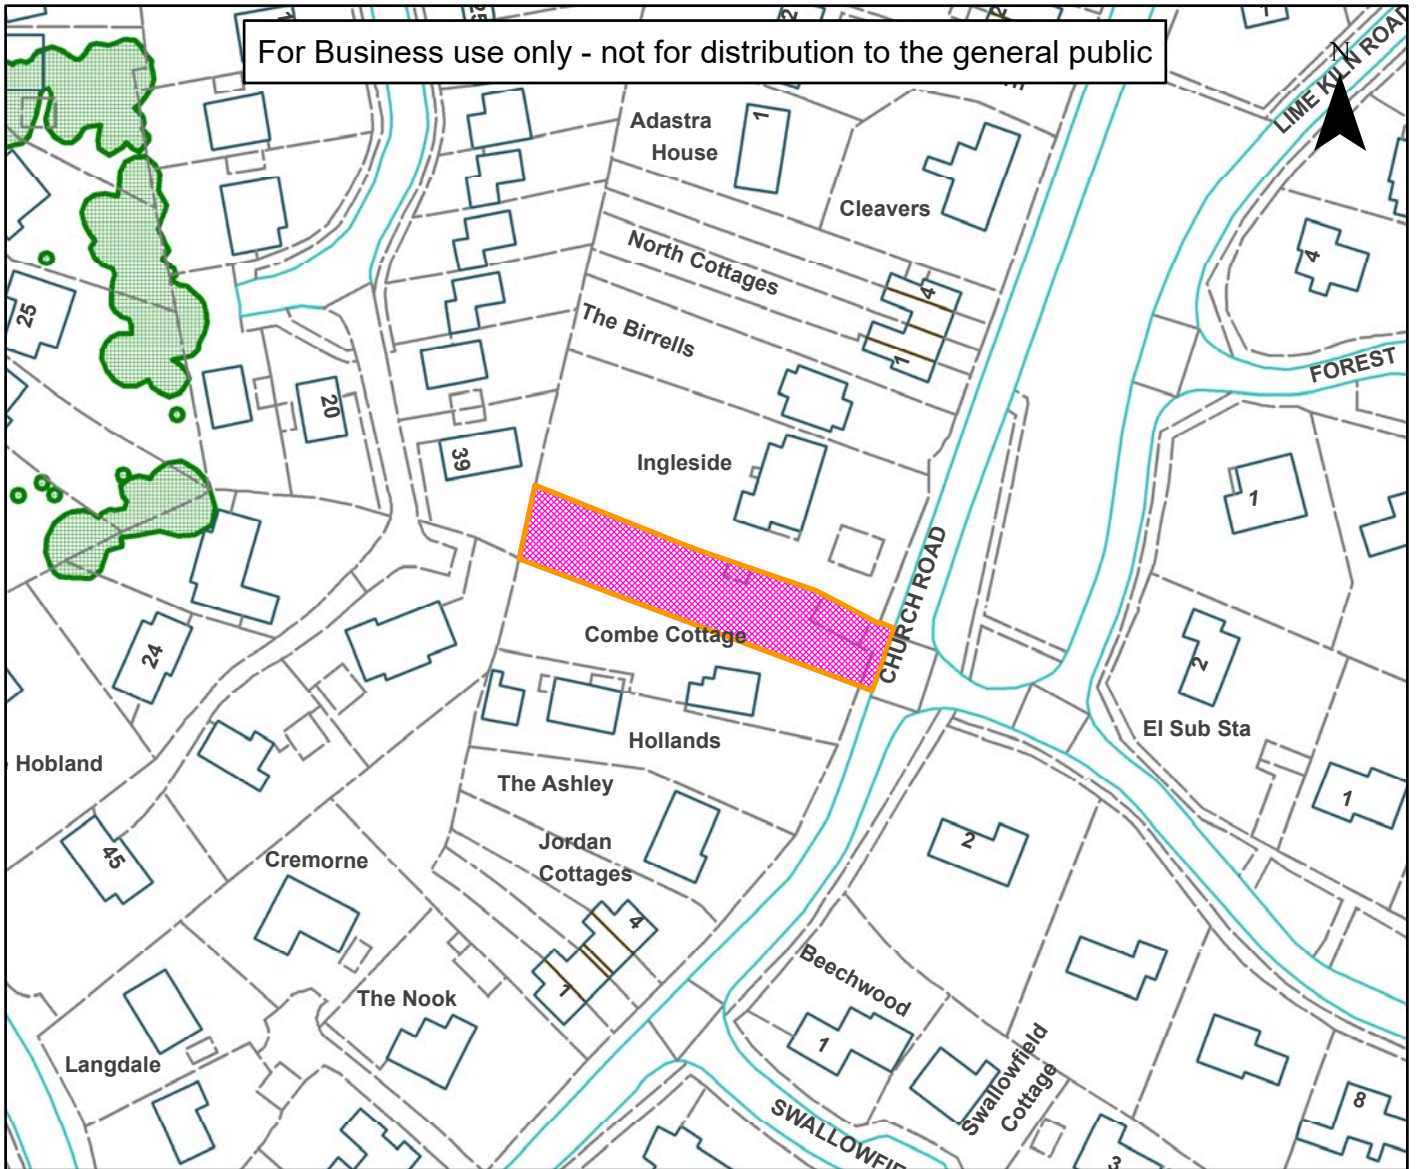 For Business use only - not for distribution to the general public
N
LIME KILN ROAD
Adastra
House
1
Cleavers
4
North Cottages
4
25
The Birrells
1
FOREST
20
39
Ingleside
1
CHURCH ROAD
Combe Cottage
24
2
El Sub Sta
Hollands
Hobland
The Ashley
1
2
Jordan
Cottages
45
Cremorne
4
1
Beechwood
The Nook
1
Swallowfield
Cottage
Langdale
8
SWALLOWFIE
3